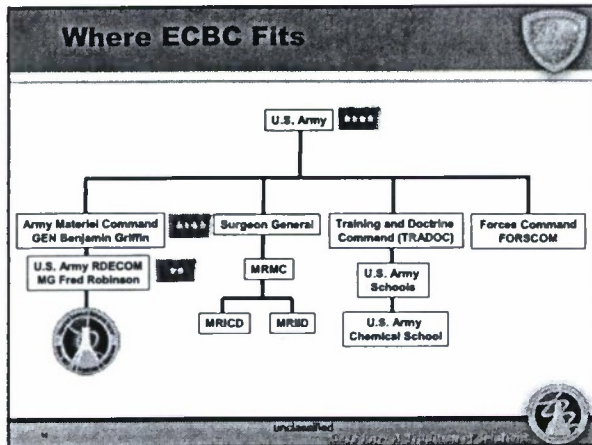 Where ECBC Fits
U.S. Army
Army Materiel Command
GEN Benjamin Griffin
Surgeon General
Training and Doctrine
Command (TRADOC)
Forces Command
FORSCOM
U.S. Army RDECOM
MG Fred Robinson
MRMC
U.S. Army
Schools
MRICD
MRIID
U.S. Army
Chemical School
unclassified